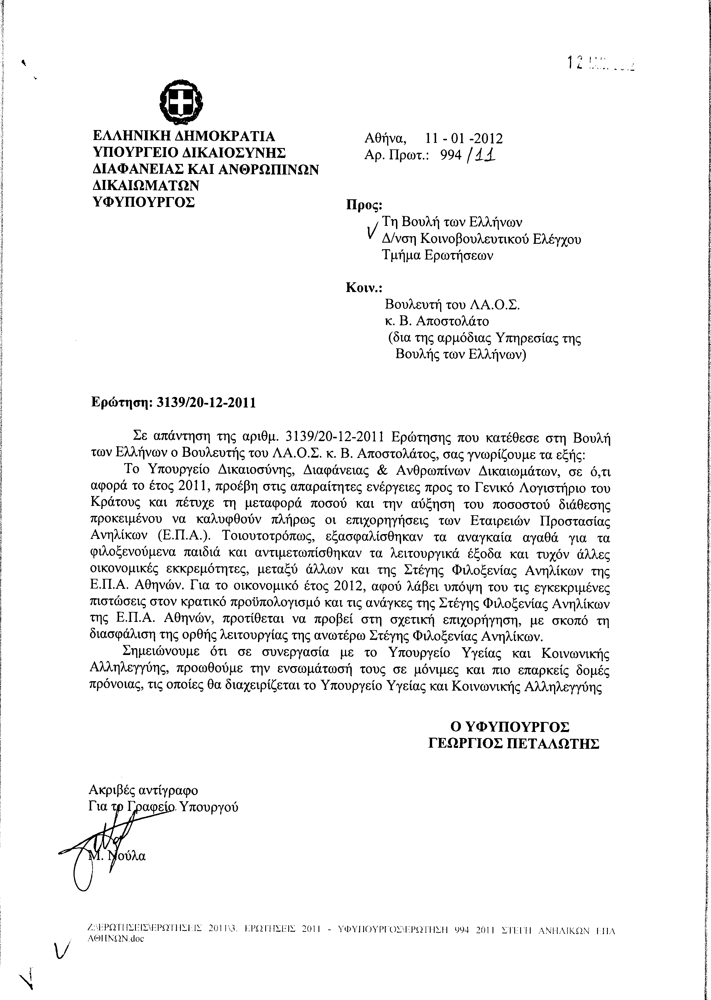 12
ΕΛΛΗΝΙΚΗ ΔΗΜΟΚΡΑΤΙΑ
ΥΠΟΥΡΓΕΙΟ ΔΙΚΑΙΟΣΥΝΗΣ
ΔΙΑΦΑΝΕΙΑΣ ΚΑΙ ΑΝΘΡΩΠΙΝΩΝ
ΔΙΚΑΙΩΜΑΤΩΝ
ΥΦΥΠΟΥΡΓΟΣ
Αθήνα, 11 - 01 -2012
Αρ. Πρωτ.: 994 /11
Προς:
Τη Βουλή των Ελλήνων
Δ/νση Κοινοβουλευτικού Ελέγχου
Τμήμα Ερωτήσεων
Κοιν.:
Βουλευτή του ΛΑ.Ο.Σ.
κ. Β. Αποστολάτο
(δια της αρμόδιας Υπηρεσίας της
Βουλής των Ελλήνων)
Ερώτηση: 3139/20-12-2011
Σε απάντηση της αριθμ. 3139/20-12-2011 Ερώτησης που κατέθεσε στη Βουλή
των Ελλήνων ο Βουλευτής του ΛΑ.Ο.Σ. κ. Β. Αποστολάτος, σας γνωρίζουμε τα εξής:
Το Υπουργείο Δικαιοσύνης, Διαφάνειας & Ανθρωπίνων Δικαιωμάτων, σε ό,τι
αφορά το έτος 2011, προέβη στις απαραίτητες ενέργειες προς το Γενικό Λογιστήριο του
Κράτους και πέτυχε τη μεταφορά ποσού και την αύξηση του ποσοστού διάθεσης
προκειμένου να καλυφθούν πλήρως οι επιχορηγήσεις των Εταιρειών Προστασίας
Ανηλίκων (Ε.Π.Α.). Τοιουτοτρόπως, εξασφαλίσθηκαν τα αναγκαία αγαθά για τα
φιλοξενούμενα παιδιά και αντιμετωπίσθηκαν τα λειτουργικά έξοδα και τυχόν άλλες
οικονομικές εκκρεμότητες, μεταξύ άλλων και της Στέγης Φιλοξενίας Ανηλίκων της
Ε.Π.Α. Αθηνών. Για το οικονομικό έτος 2012, αφού λάβει υπόψη του τις εγκεκριμένες
πιστώσεις στον κρατικό προϋπολογισμό και τις ανάγκες της Στέγης Φιλοξενίας Ανηλίκων
της Ε.Π.Α. Αθηνών, προτίθεται να προβεί στη σχετική επιχορήγηση, με σκοπό τη
διασφάλιση της ορθής λειτουργίας της ανωτέρω Στέγης Φιλοξενίας Ανηλίκων.
Σημειώνουμε ότι σε συνεργασία με το Υπουργείο Υγείας και Κοινωνικής
Αλληλεγγύης, προωθούμε την ενσωμάτωσή τους σε μόνιμες και πιο επαρκείς δομές
πρόνοιας, τις οποίες θα διαχειρίζεται το Υπουργείο Υγείας και Κοινωνικής Αλληλεγγύης
Ο ΥΦΥΠΟΥΡΓΟΣ
ΓΕΩΡΓΙΟΣ ΠΕΤΑΛΩΤΗΣ
Ακριβές αντίγραφο
Για το Γραφείο Υπουργού
Μ. Νούλα
Ζ:\ΕΡΩΤΗΣΕΙΣ\ΕΡΩΤΗΣΕΙΣ 2011\3. ΕΡΩΤΗΣΕΙΣ 2011 - ΥΦΥΠΟΥΡΓΟΣ\ΕΡΩΤΗΣΗ 994 2011 ΣΤΕΓΗ ΑΝΗΛΙΚΩΝ ΕΠΑ
ΑΘΗΝΩΝ.doc